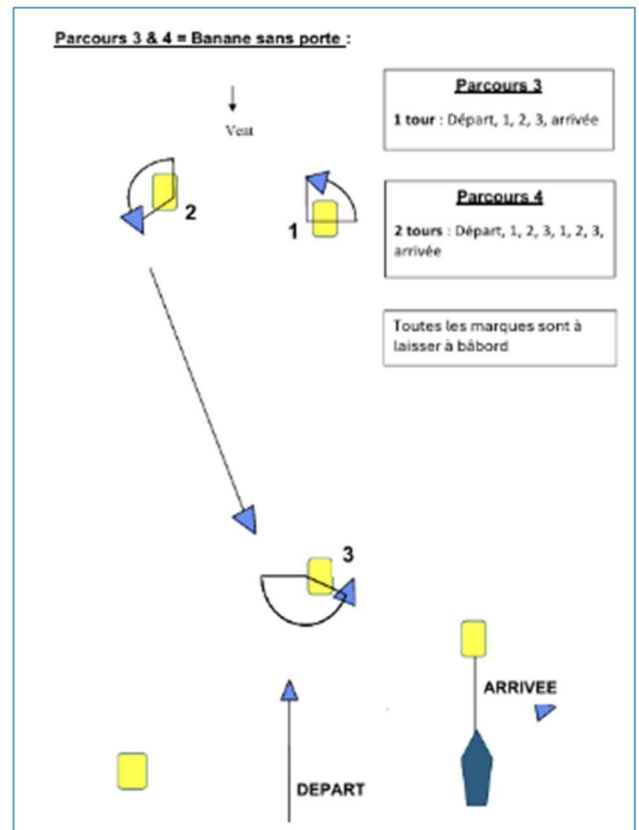 Parcours 3 & 4 = Banane sans porte :
Vent
Parcours 3
1 tour : Départ, 1, 2, 3, arrivée
2
1
Parcours 4
2 tours : Départ, 1, 2, 3, 1, 2, 3,
arrivée
Toutes les marques sont à
laisser à bâbord
3
ARRIVEE
DEPART